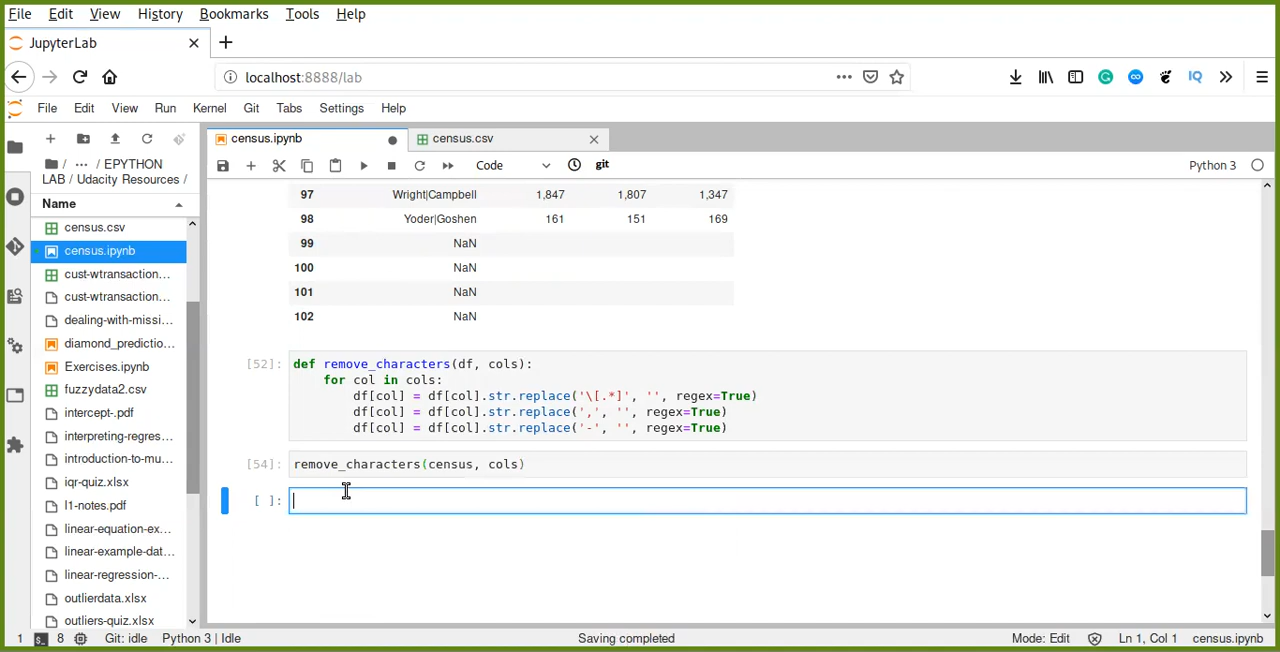 File Edit View History Bookmarks Tools Help
JupyterLab
localhost:8888/lab
IQ
File Edit View Run Kernel Git Tabs Settings Help
census.ipynb census.csv
/ ... / EPYTHON
LAB / Udacity Resources /
Code git Python 3
Name
census.csv
census.ipynb
cust-wtransaction...
cust-wtransaction...
dealing-with-missi...
diamond_predictio...
Exercises.ipynb
fuzzydata2.csv
intercept-.pdf
interpreting-regres...
introduction-to-mu...
iqr-quiz.xlsx
l1-notes.pdf
linear-equation-ex...
linear-example-dat...
linear-regression-...
outlierdata.xlsx
outliers-quiz.xlsx
97 Wright|Campbell 1,847 1,807 1,347
98 Yoder|Goshen 161 151 169
99 NaN
100 NaN
101 NaN
102 NaN
[52]: def remove_characters(df, cols):
for col in cols:
df[col] = df[col].str.replace('\[.*]', '', regex=True)
df[col] = df[col].str.replace(',', '', regex=True)
df[col] = df[col].str.replace('-', '', regex=True)
[54]: remove_characters(census, cols)
[ ]:
1 8 Git: idle Python 3 | Idle Saving completed Mode: Edit Ln 1, Col 1 census.ipynb